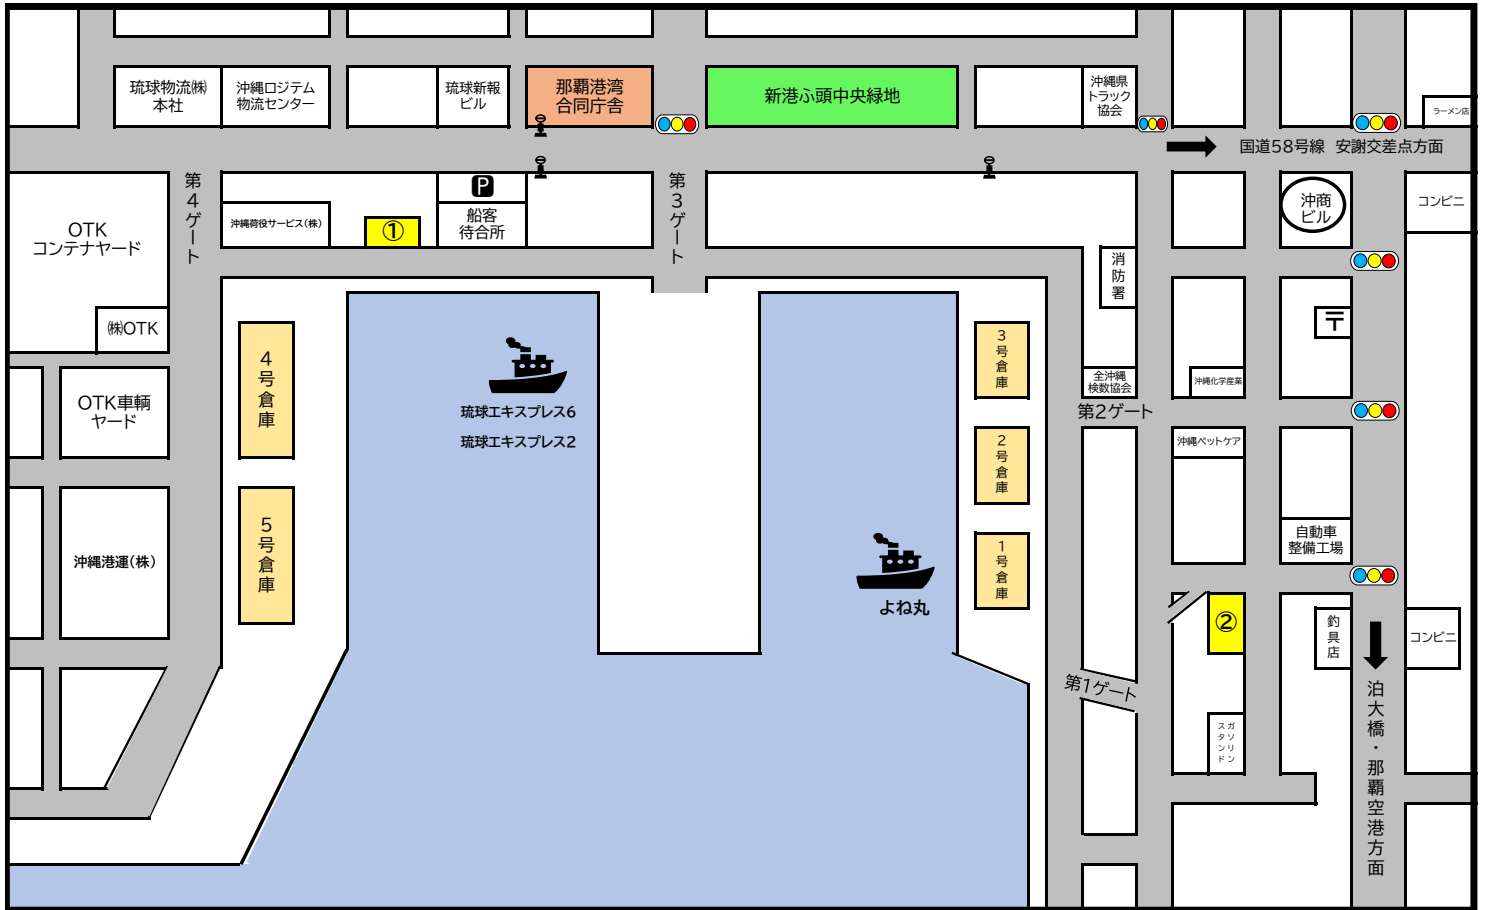 琉球物流㈱
本社
沖縄ロジテム
物流センター
琉球新報
ビル
那覇港湾
合同庁舎
新港ふ頭中央緑地
沖縄県
トラック
協会
ラーメン店
国道58号線 安謝交差点方面
第4ゲート
第3ゲート
P
船客
待合所
沖縄荷役サービス(株)
①
沖商
ビル
コンビニ
OTK
コンテナヤード
㈱OTK
消防署
〒
4号倉庫
3号倉庫
全沖縄
検数協会
沖縄化学産業
OTK車輌
ヤード
琉球エキスプレス6
琉球エキスプレス2
第2ゲート
2号倉庫
沖縄ペットケア
5号倉庫
沖縄港運(株)
1号倉庫
自動車
整備工場
よね丸
②
釣具店
コンビニ
第1ゲート
泊大橋・那覇空港方面
ガソリン
スタンド